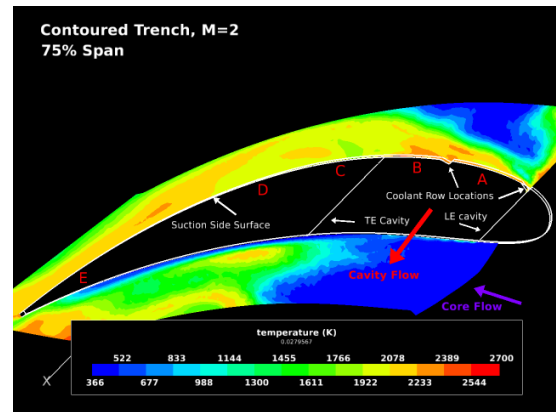 Contoured Trench, M=2
75% Span
B
A
C
Coolant Row Locations
D
Suction Side Surface
TE Cavity
LE cavity
E
Cavity Flow
Core Flow
temperature (K)
0.0279567
522 833 1144 1455 1766 2078 2389 2700
366 677 988 1300 1611 1922 2233 2544
X